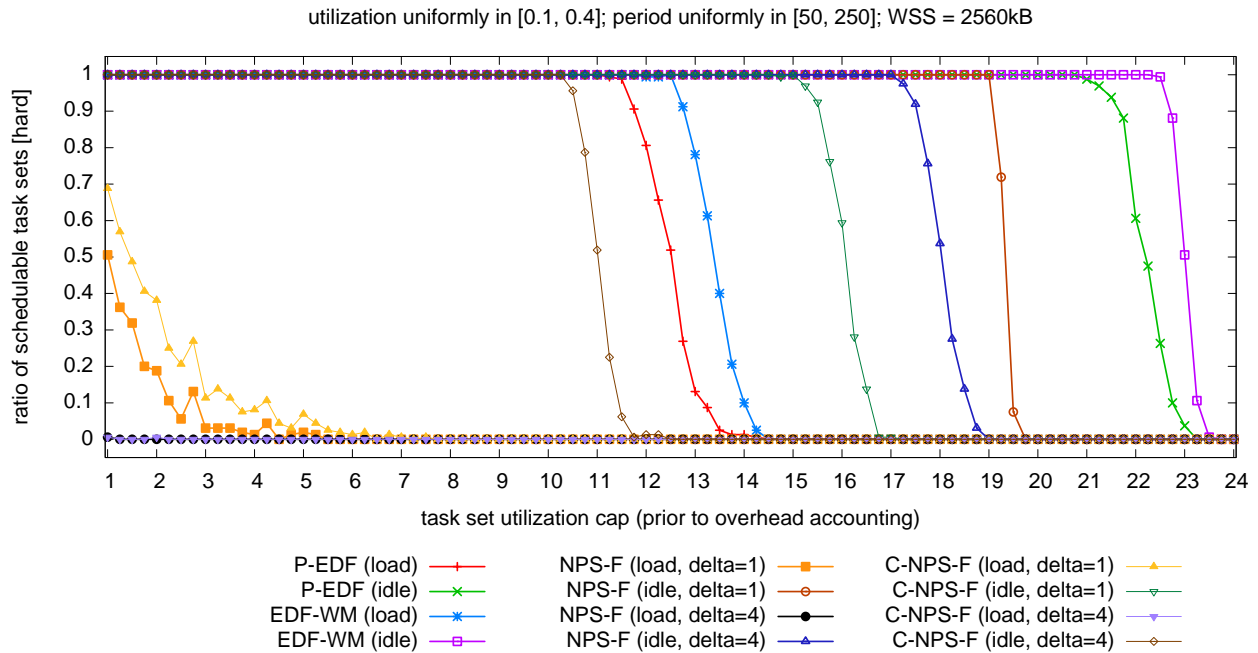 utilization uniformly in [0.1, 0.4]; period uniformly in [50, 250]; WSS = 2560kB
ratio of schedulable task sets [hard]
1
0.9
0.8
0.7
0.6
0.5
0.4
0.3
0.2
0.1
0
1 2 3 4 5 6 7 8 9 10 11 12 13 14 15 16 17 18 19 20 21 22 23 24
task set utilization cap (prior to overhead accounting)
P-EDF (load) NPS-F (load, delta=1) C-NPS-F (load, delta=1)
P-EDF (idle) NPS-F (idle, delta=1) C-NPS-F (idle, delta=1)
EDF-WM (load) NPS-F (load, delta=4) C-NPS-F (load, delta=4)
EDF-WM (idle) NPS-F (idle, delta=4) C-NPS-F (idle, delta=4)